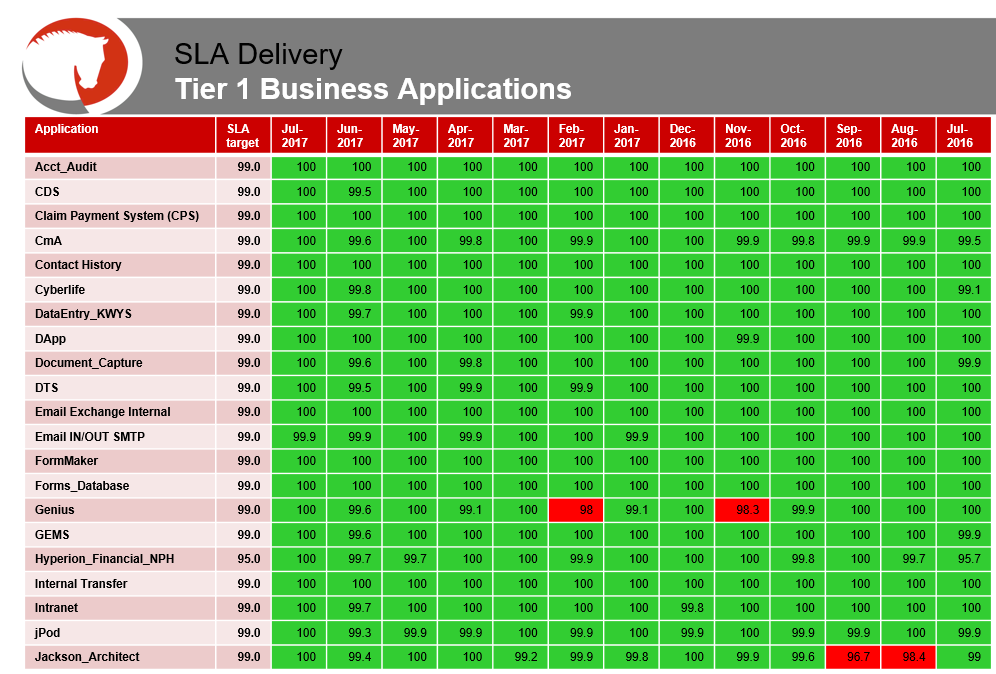 SLA Delivery
Tier 1 Business Applications
Application SLA target Jul-2017 Jun-2017 May-2017 Apr-2017 Mar-2017 Feb-2017 Jan-2017 Dec-2016 Nov-2016 Oct-2016 Sep-2016 Aug-2016 Jul-2016
Acct_Audit 99.0 100 100 100 100 100 100 100 100 100 100 100 100 100
CDS 99.0 100 99.5 100 100 100 100 100 100 100 100 100 100 100
Claim Payment System (CPS) 99.0 100 100 100 100 100 100 100 100 100 100 100 100 100
CmA 99.0 100 99.6 100 99.8 100 99.9 100 100 99.9 99.8 99.9 99.9 99.5
Contact History 99.0 100 100 100 100 100 100 100 100 100 100 100 100 100
Cyberlife 99.0 100 99.8 100 100 100 100 100 100 100 100 100 100 99.1
DataEntry_KWYS 99.0 100 99.7 100 100 100 99.9 100 100 100 100 100 100 100
DApp 99.0 100 100 100 100 100 100 100 100 99.9 100 100 100 100
Document_Capture 99.0 100 99.6 100 99.8 100 100 100 100 100 100 100 100 99.9
DTS 99.0 100 99.5 100 99.9 100 99.9 100 100 100 100 100 100 100
Email Exchange Internal 99.0 100 100 100 100 100 100 100 100 100 100 100 100 100
Email IN/OUT SMTP 99.0 99.9 99.9 100 99.9 100 100 99.9 100 100 100 100 100 100
FormMaker 99.0 100 100 100 100 100 100 100 100 100 100 100 100 100
Forms_Database 99.0 100 100 100 100 100 100 100 100 100 100 100 100 100
Genius 99.0 100 99.6 100 99.1 100 98 99.1 100 98.3 99.9 100 100 100
GEMS 99.0 100 99.6 100 100 100 100 100 100 100 100 100 100 99.9
Hyperion_Financial_NPH 95.0 100 99.7 99.7 100 100 99.9 100 100 100 99.8 100 99.7 95.7
Internal Transfer 99.0 100 100 100 100 100 100 100 100 100 100 100 100 100
Intranet 99.0 100 99.7 100 100 100 100 100 99.8 100 100 100 100 100
jPod 99.0 100 99.3 99.9 99.9 100 99.9 100 99.9 100 99.9 99.9 100 99.9
Jackson_Architect 99.0 100 99.4 100 100 99.2 99.9 99.8 100 99.9 99.6 96.7 98.4 99